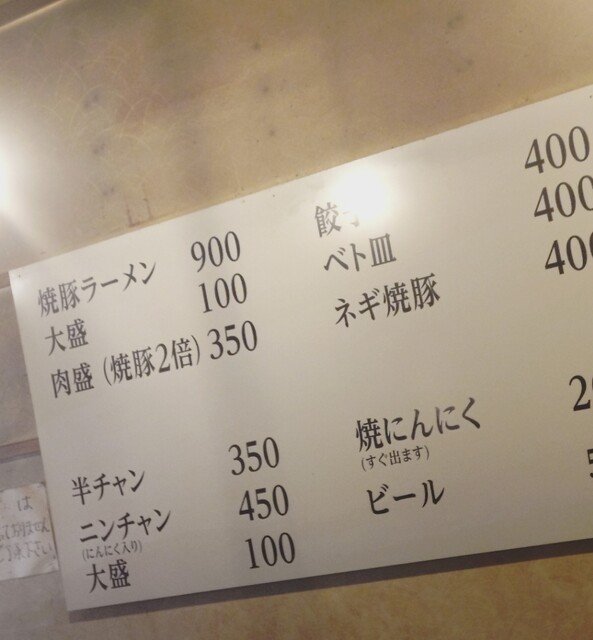 焼豚ラーメン 900
大盛 100
肉盛（焼豚2倍）350
半チャン 350
ニンチャン 450
(にんにく入り)
大盛 100
餃 400
ベト皿 400
ネギ焼豚 400
焼にんにく
(すぐ出ます)
ビール
は